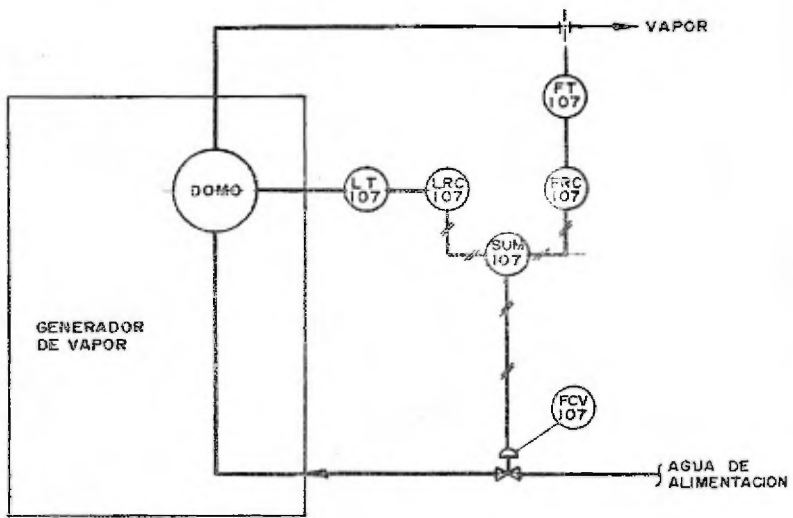 VAPOR
FT
107
DOMO
LT
107
LRC
107
FRC
107
SUM
107
GENERADOR
DE VAPOR
FCV
107
AGUA DE
ALIMENTACION